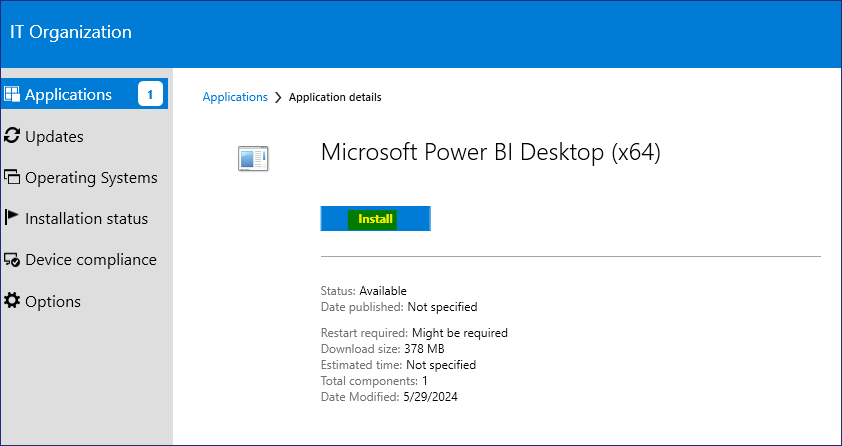 IT Organization
Applications 1
Updates
Operating Systems
Installation status
Device compliance
Options
Applications > Application details
Microsoft Power BI Desktop (x64)
Install
Status: Available
Date published: Not specified
Restart required: Might be required
Download size: 378 MB
Estimated time: Not specified
Total components: 1
Date Modified: 5/29/2024